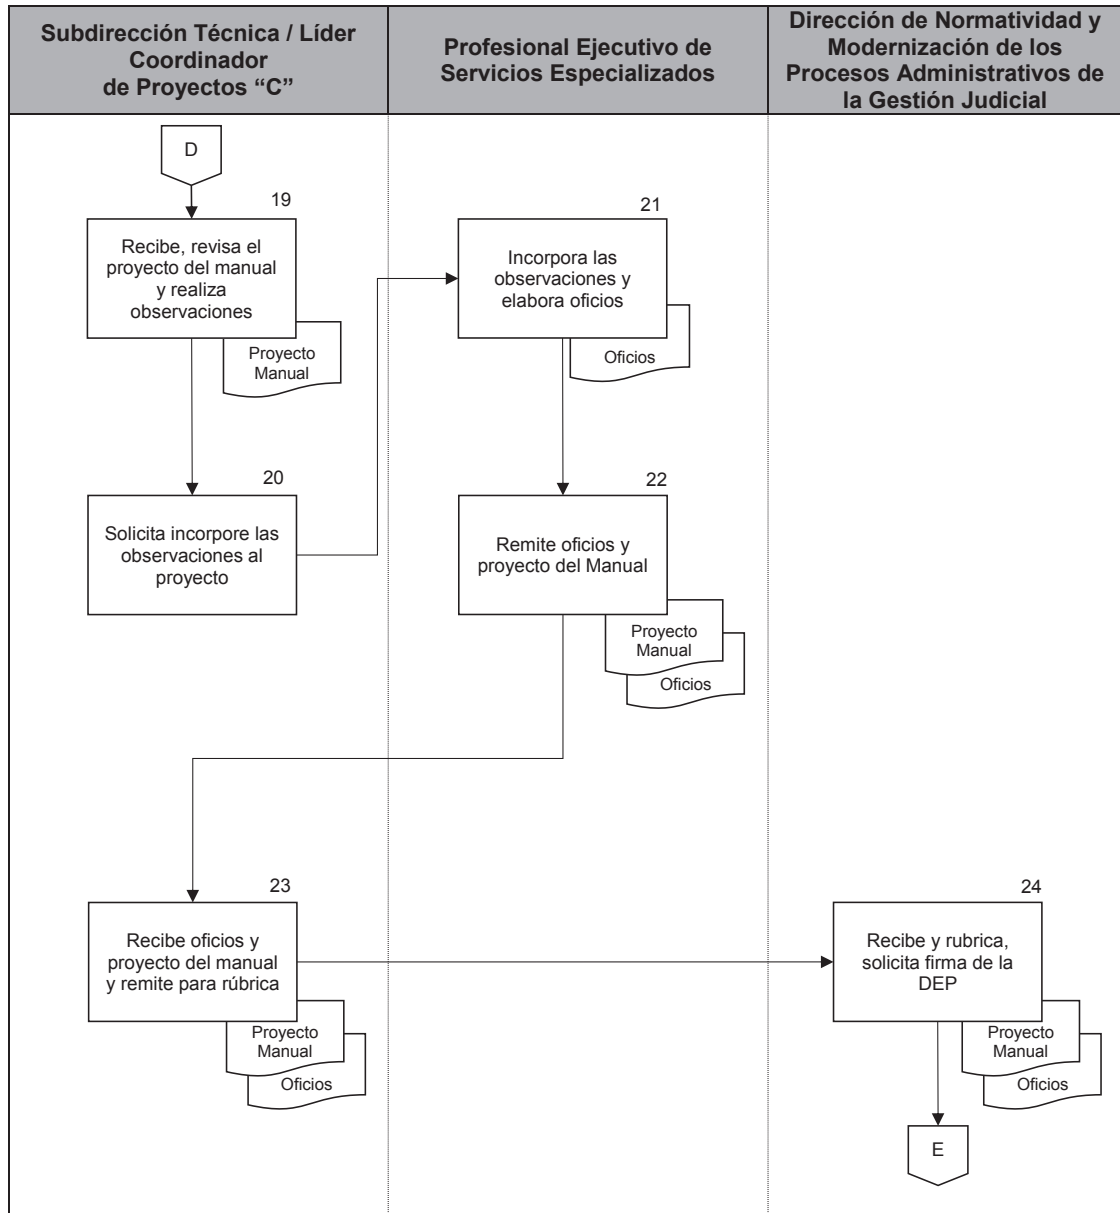 Subdirección Técnica / Líder
Coordinador
de Proyectos “C”
Profesional Ejecutivo de
Servicios Especializados
Dirección de Normatividad y
Modernización de los
Procesos Administrativos de
la Gestión Judicial
D
19
Recibe, revisa el
proyecto del manual
y realiza
observaciones
Proyecto
Manual
20
Solicita incorpore las
observaciones al
proyecto
21
Incorpora las
observaciones y
elabora oficios
Oficios
22
Remite oficios y
proyecto del Manual
Proyecto
Manual
Oficios
23
Recibe oficios y
proyecto del manual
y remite para rúbrica
Proyecto
Manual
Oficios
24
Recibe y rubrica,
solicita firma de la
DEP
Proyecto
Manual
Oficios
E